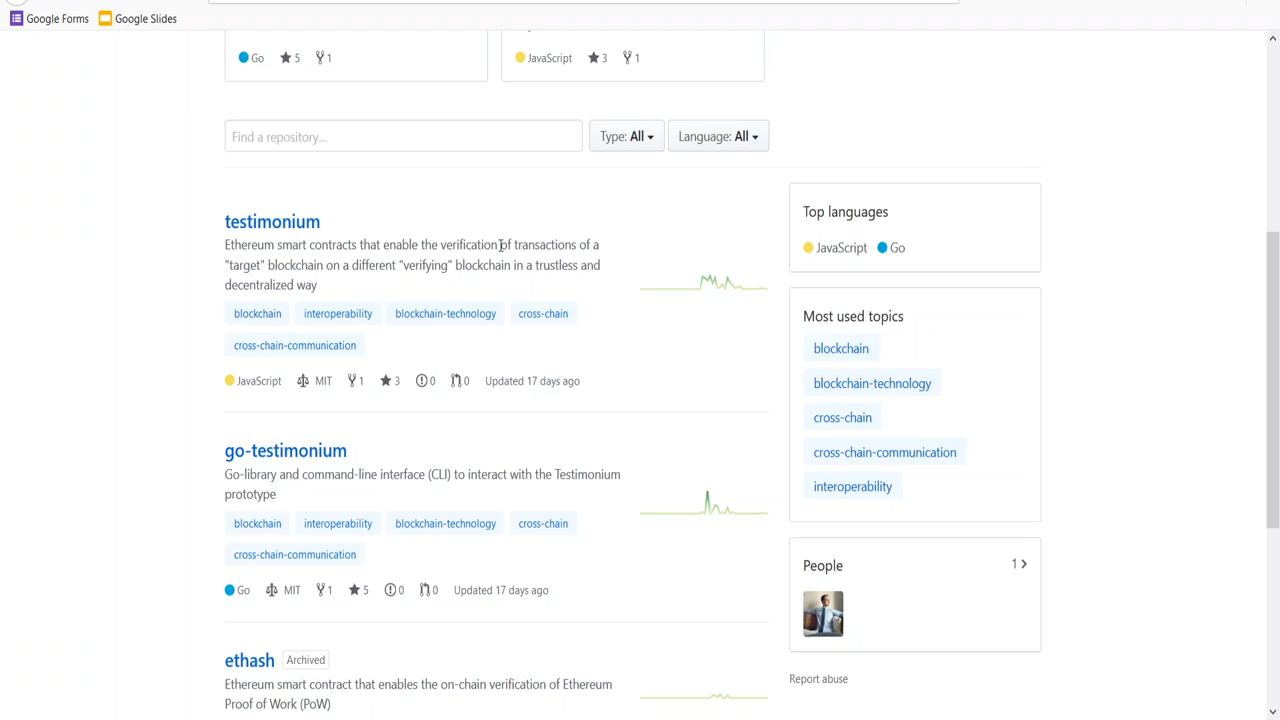 Google Forms Google Slides
Go 5 1 JavaScript 3 1
Find a repository... Type: All Language: All
testimonium
Ethereum smart contracts that enable the verification of transactions of a
"target" blockchain on a different "verifying" blockchain in a trustless and
decentralized way
blockchain interoperability blockchain-technology cross-chain
cross-chain-communication
JavaScript MIT 1 3 0 0 Updated 17 days ago
go-testimonium
Go-library and command-line interface (CLI) to interact with the Testimonium
prototype
blockchain interoperability blockchain-technology cross-chain
cross-chain-communication
Go MIT 1 5 0 0 Updated 17 days ago
ethash Archived
Ethereum smart contract that enables the on-chain verification of Ethereum
Proof of Work (PoW)
Top languages
JavaScript Go
Most used topics
blockchain
blockchain-technology
cross-chain
cross-chain-communication
interoperability
People 1
Report abuse